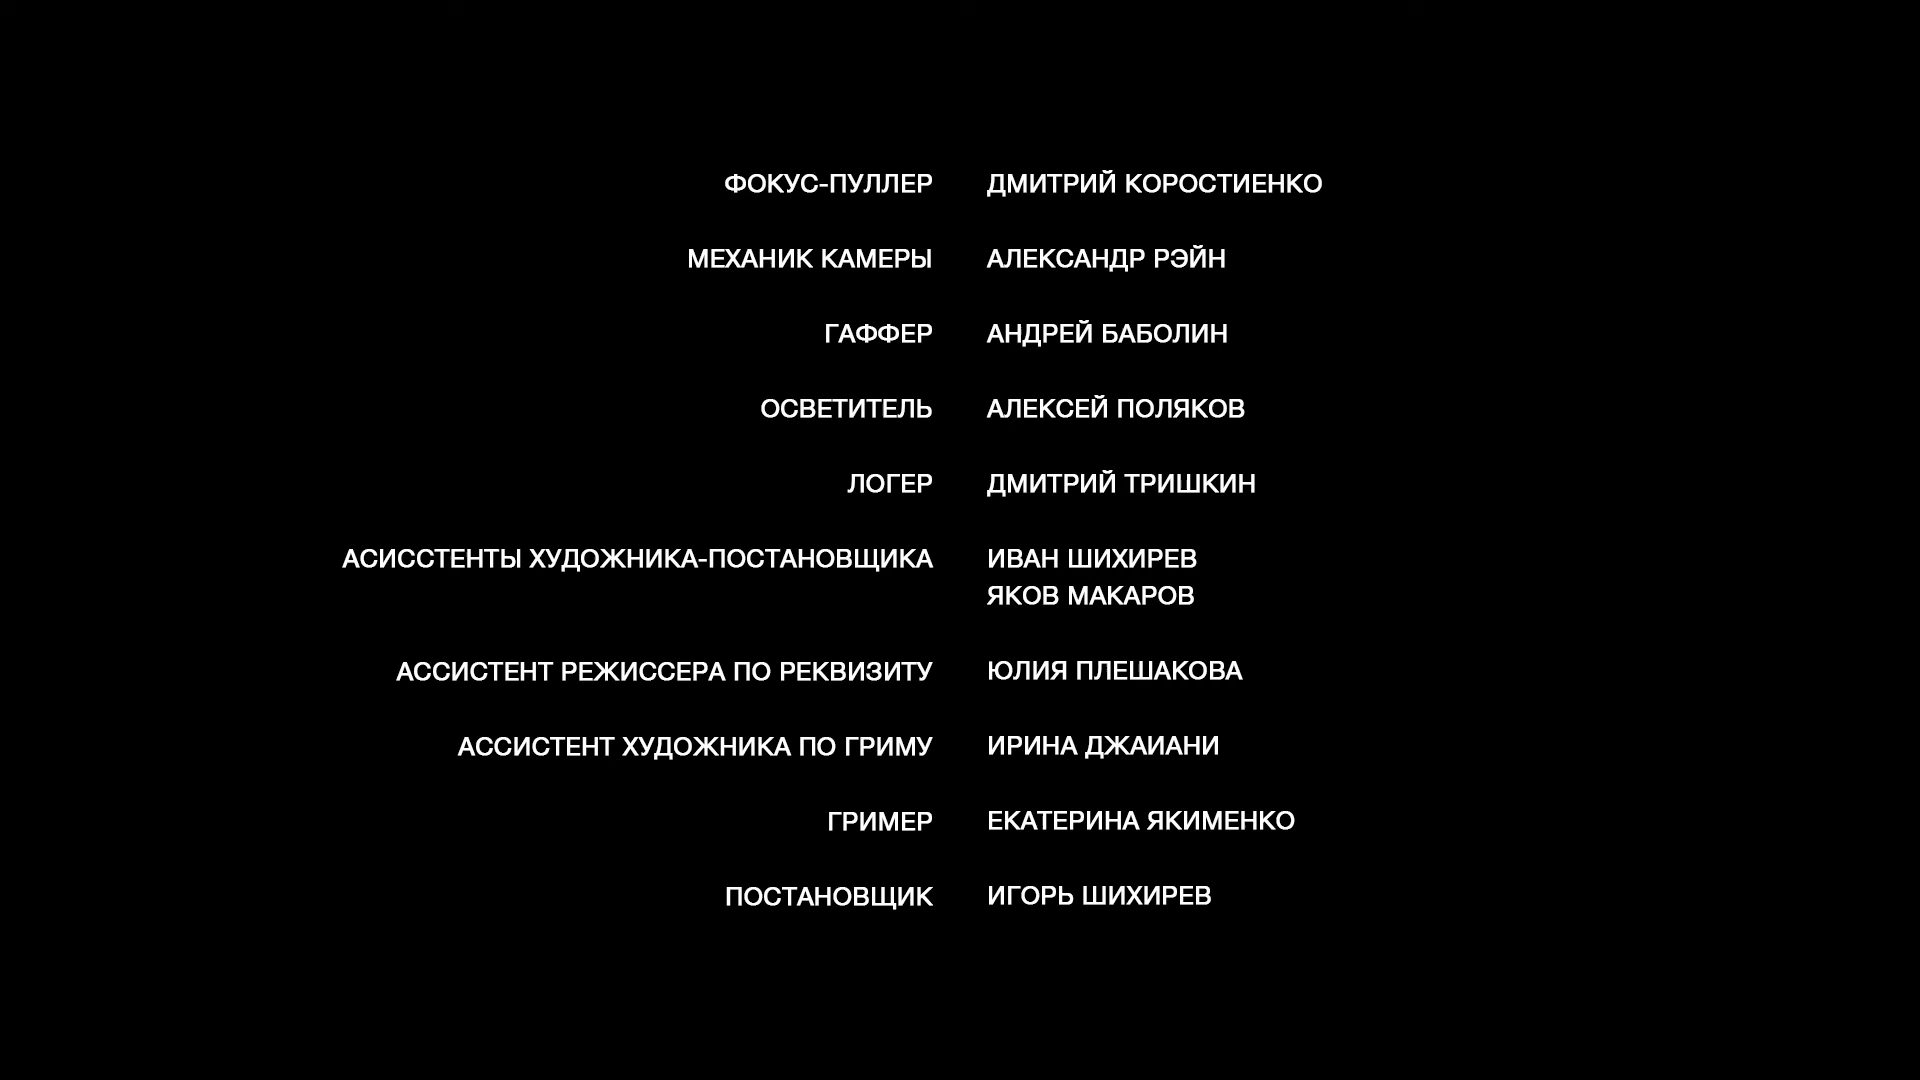 ФОКУС-ПУЛЛЕР ДМИТРИЙ КОРОСТИЕНКО
МЕХАНИК КАМЕРЫ АЛЕКСАНДР РЭЙН
ГАФФЕР АНДРЕЙ БАБОЛИН
ОСВЕТИТЕЛЬ АЛЕКСЕЙ ПОЛЯКОВ
ЛОГЕР ДМИТРИЙ ТРИШКИН
АСИССТЕНТЫ ХУДОЖНИКА-ПОСТАНОВЩИКА ИВАН ШИХИРЕВ
ЯКОВ МАКАРОВ
АССИСТЕНТ РЕЖИССЕРА ПО РЕКВИЗИТУ ЮЛИЯ ПЛЕШАКОВА
АССИСТЕНТ ХУДОЖНИКА ПО ГРИМУ ИРИНА ДЖАИАНИ
ГРИМЕР ЕКАТЕРИНА ЯКИМЕНКО
ПОСТАНОВЩИК ИГОРЬ ШИХИРЕВ